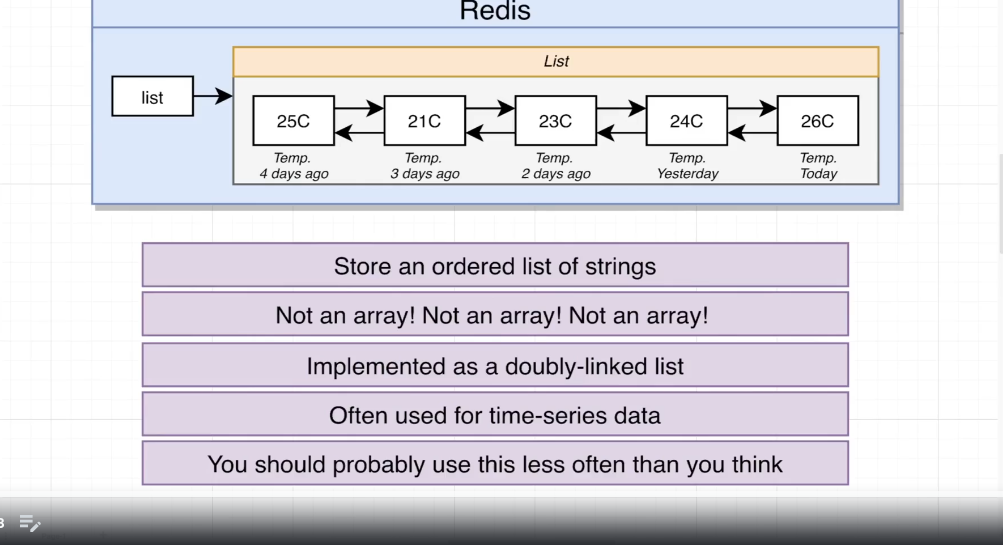 Redis
List
list
25C
21C
23C
24C
26C
Temp.
4 days ago
Temp.
3 days ago
Temp.
2 days ago
Temp.
Yesterday
Temp.
Today
Store an ordered list of strings
Not an array! Not an array! Not an array!
Implemented as a doubly-linked list
Often used for time-series data
You should probably use this less often than you think